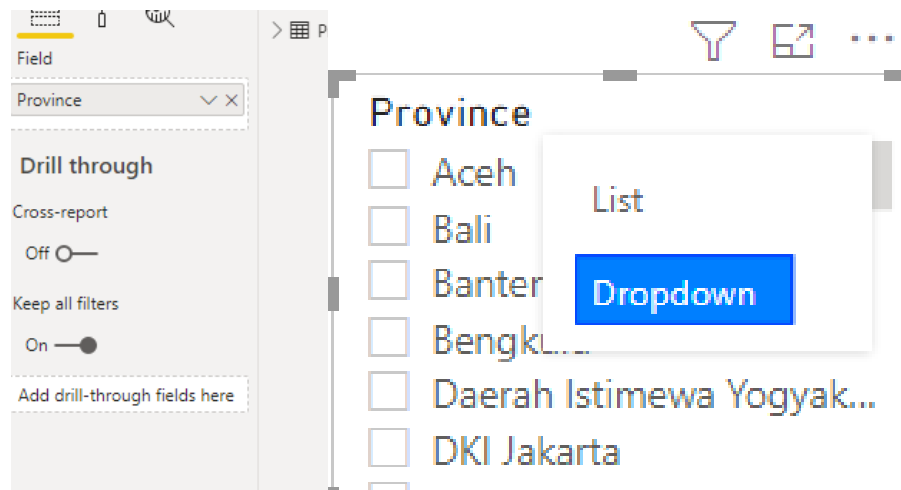 Field
Province
Drill through
Cross-report
Off
Keep all filters
On
Add drill-through fields here
P
Province
Aceh
Bali
Banten
List
Dropdown
Daerah Istimewa Yogyak...
DKI Jakarta